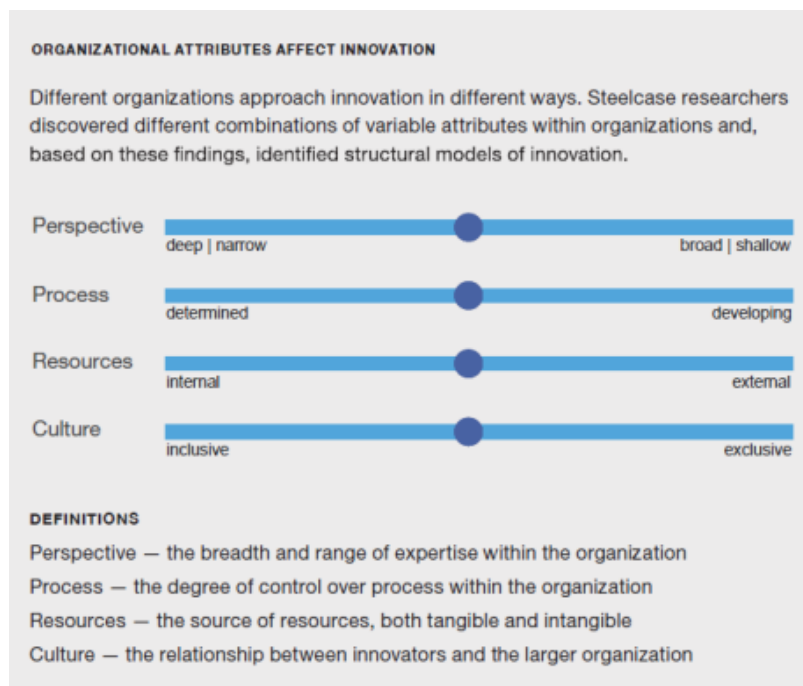 ORGANIZATIONAL ATTRIBUTES AFFECT INNOVATION
Different organizations approach innovation in different ways. Steelcase researchers
discovered different combinations of variable attributes within organizations and,
based on these findings, identified structural models of innovation.
Perspective
deep | narrow broad | shallow
Process
determined developing
Resources
internal external
Culture
inclusive exclusive
DEFINITIONS
Perspective — the breadth and range of expertise within the organization
Process — the degree of control over process within the organization
Resources — the source of resources, both tangible and intangible
Culture — the relationship between innovators and the larger organization